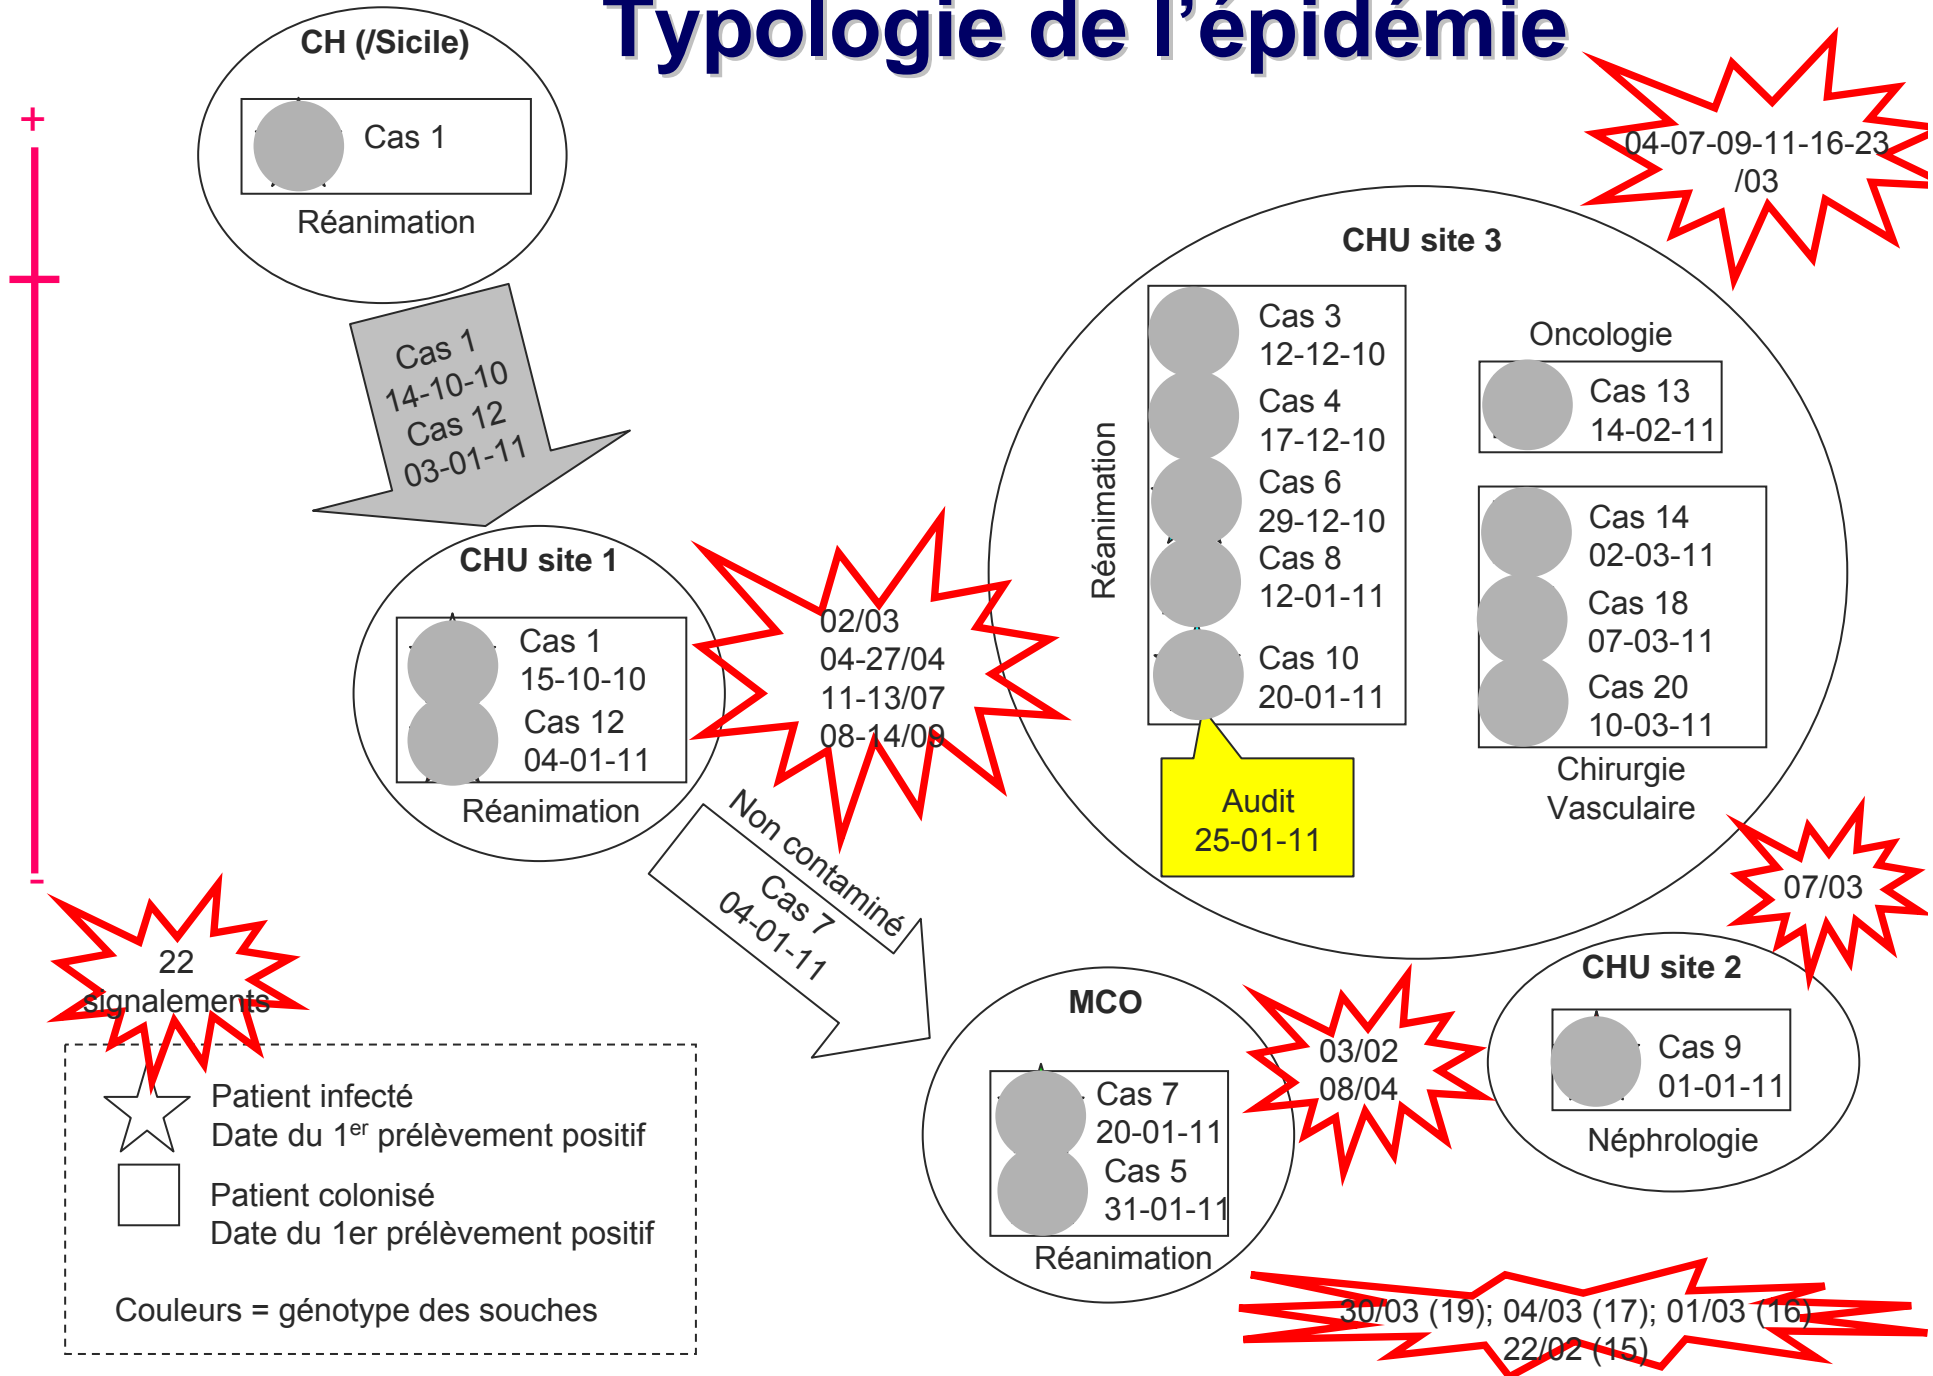 Typologie de l'épidémie
CH (/Sicile)
Cas 1
Réanimation
+
-
Cas 1
14-10-10
Cas 12
03-01-11
CHU site 1
Cas 1
15-10-10
Cas 12
04-01-11
Réanimation
02/03
04-27/04
11-13/07
08-14/09
Non contaminé
Cas 7
04-01-11
04-07-09-11-16-23
/03
CHU site 3
Réanimation
Cas 3
12-12-10
Cas 4
17-12-10
Cas 6
29-12-10
Cas 8
12-01-11
Cas 10
20-01-11
Audit
25-01-11
Oncologie
Cas 13
14-02-11
Cas 14
02-03-11
Cas 18
07-03-11
Cas 20
10-03-11
Chirurgie
Vasculaire
07/03
CHU site 2
Cas 9
01-01-11
Néphrologie
MCO
Cas 7
20-01-11
Cas 5
31-01-11
Réanimation
03/02
08/04
30/03 (19); 04/03 (17); 01/03 (16)
22/02 (15)
22
signalements
Patient infecté
Date du 1er prélèvement positif
Patient colonisé
Date du 1er prélèvement positif
Couleurs = génotype des souches